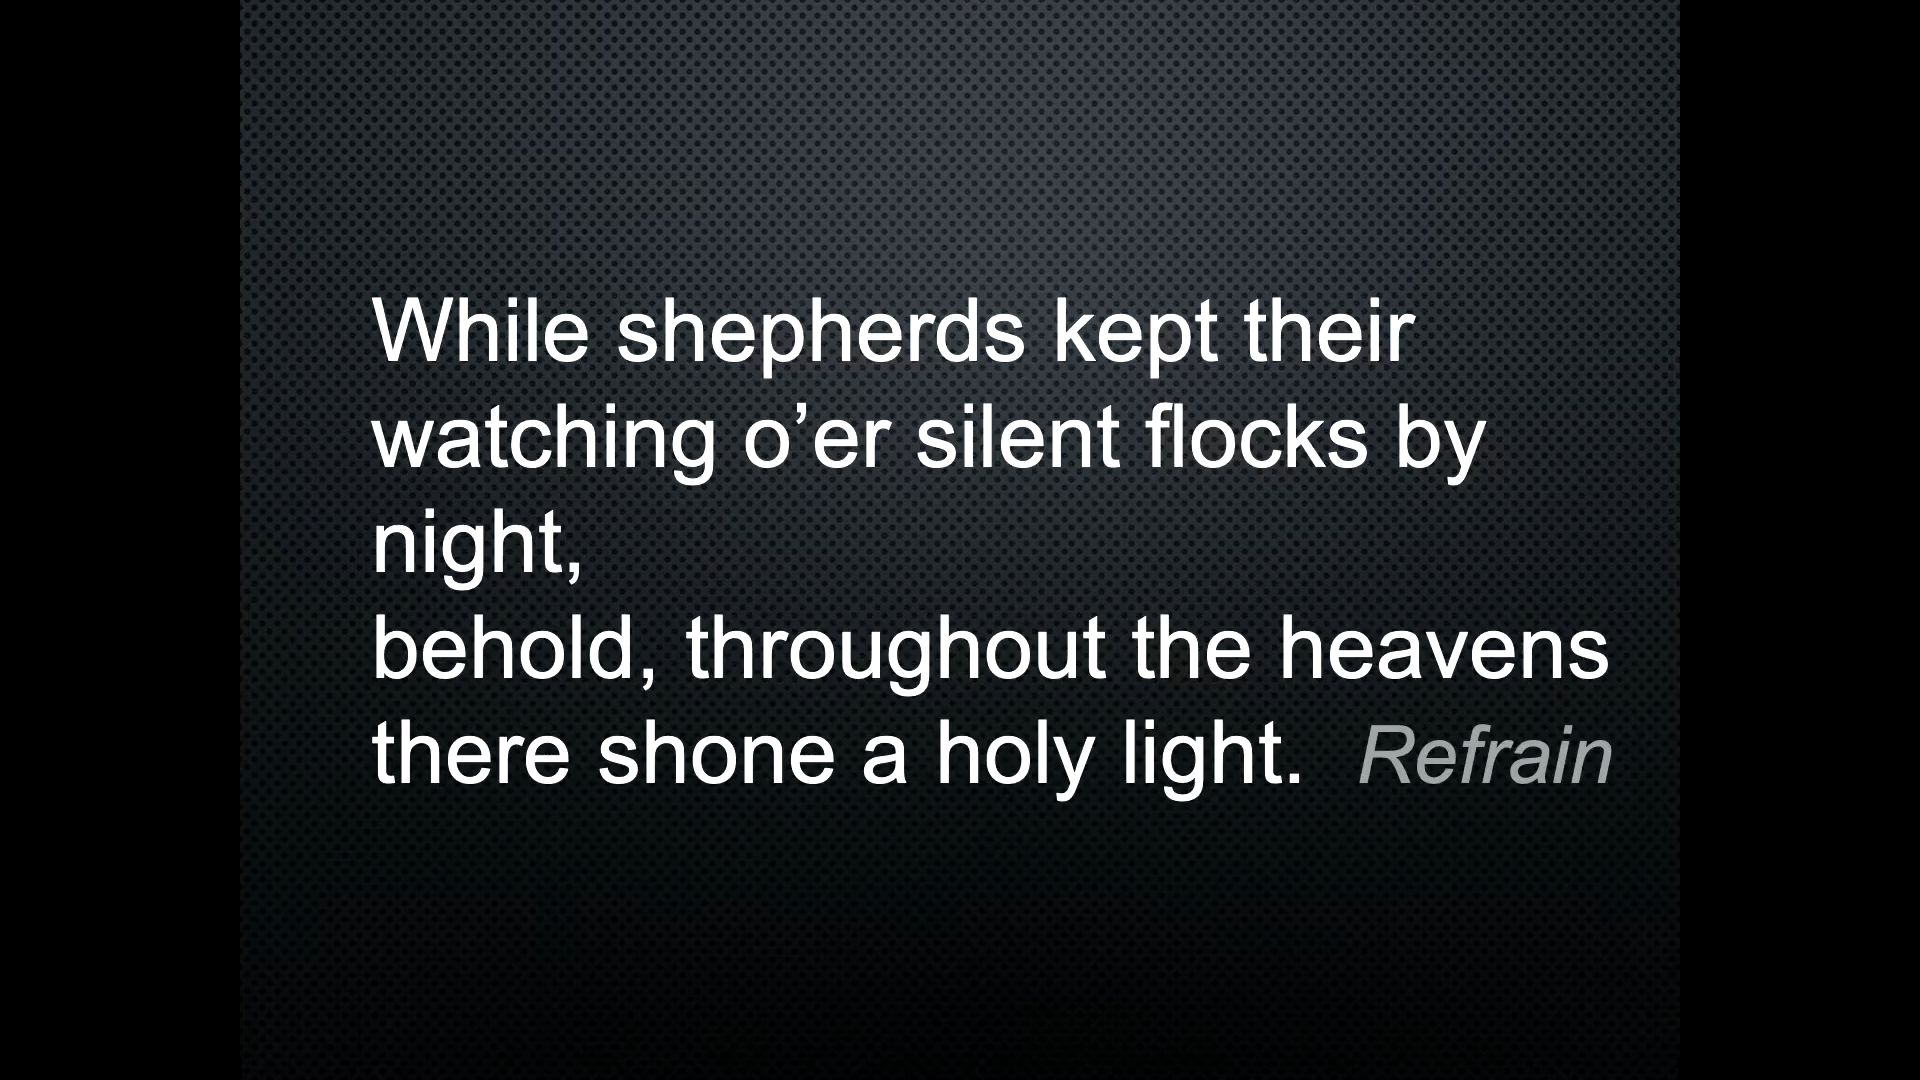 While shepherds kept their
watching o’er silent flocks by
night,
behold, throughout the heavens
there shone a holy light. Refrain